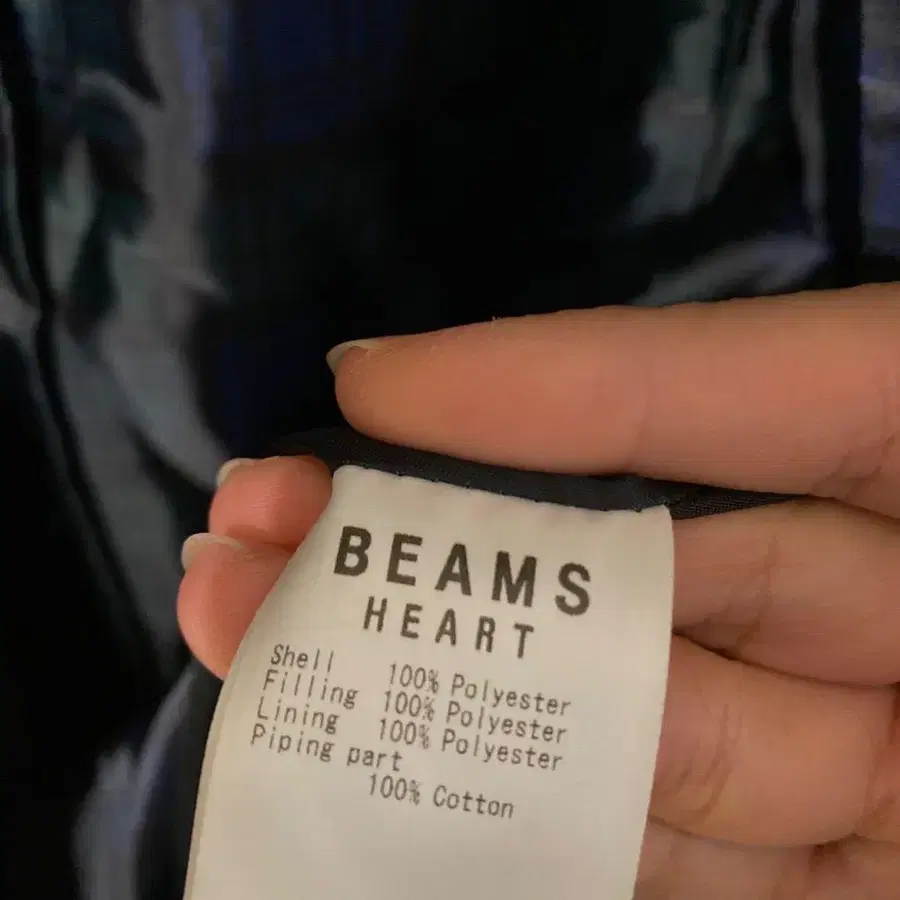 BEAMS
HEART
Shell 100% Polyester
Filling 100% Polyester
Lining 100% Polyester
Piping part
100% Cotton